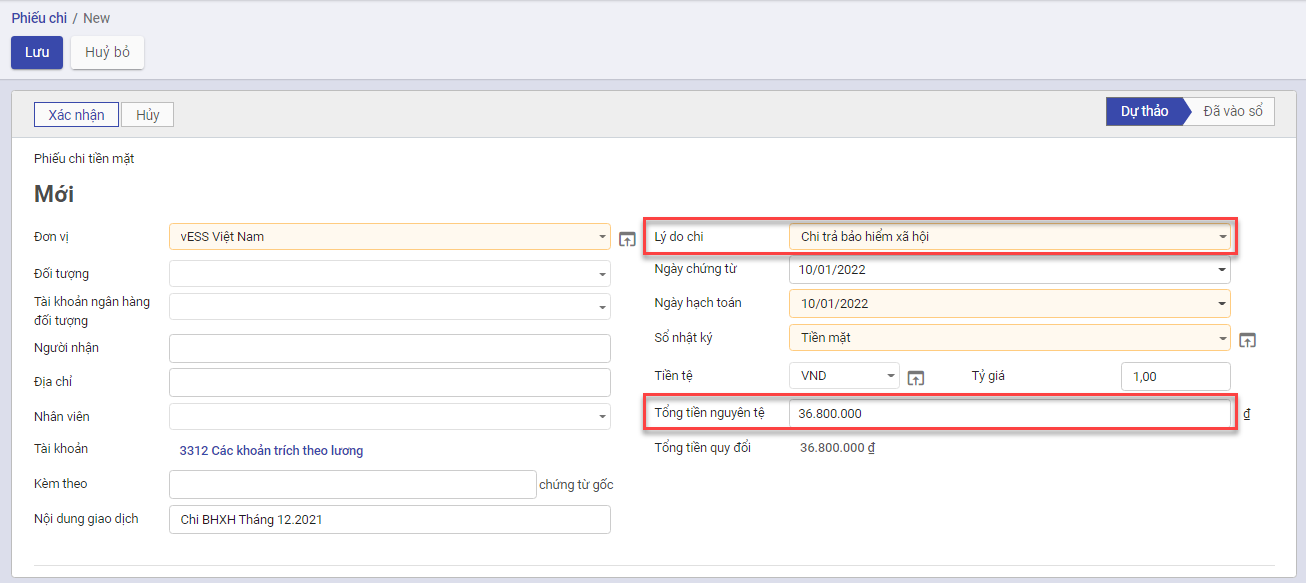 Phiếu chi / New
Lưu Huỷ bỏ
Xác nhận Hủy Dự thảo Đã vào sổ
Phiếu chi tiền mặt
Mới
Đơn vị vESS Việt Nam Lý do chi Chi trả bảo hiểm xã hội
Đối tượng Ngày chứng từ 10/01/2022
Tài khoản ngân hàng đối tượng Ngày hạch toán 10/01/2022
Người nhận Sổ nhật ký Tiền mặt
Địa chỉ Tiền tệ VND Tỷ giá 1,00
Nhân viên Tổng tiền nguyên tệ 36.800.000 ₫
Tài khoản 3312 Các khoản trích theo lương Tổng tiền quy đổi 36.800.000 ₫
Kèm theo chứng từ gốc
Nội dung giao dịch Chi BHXH Tháng 12.2021